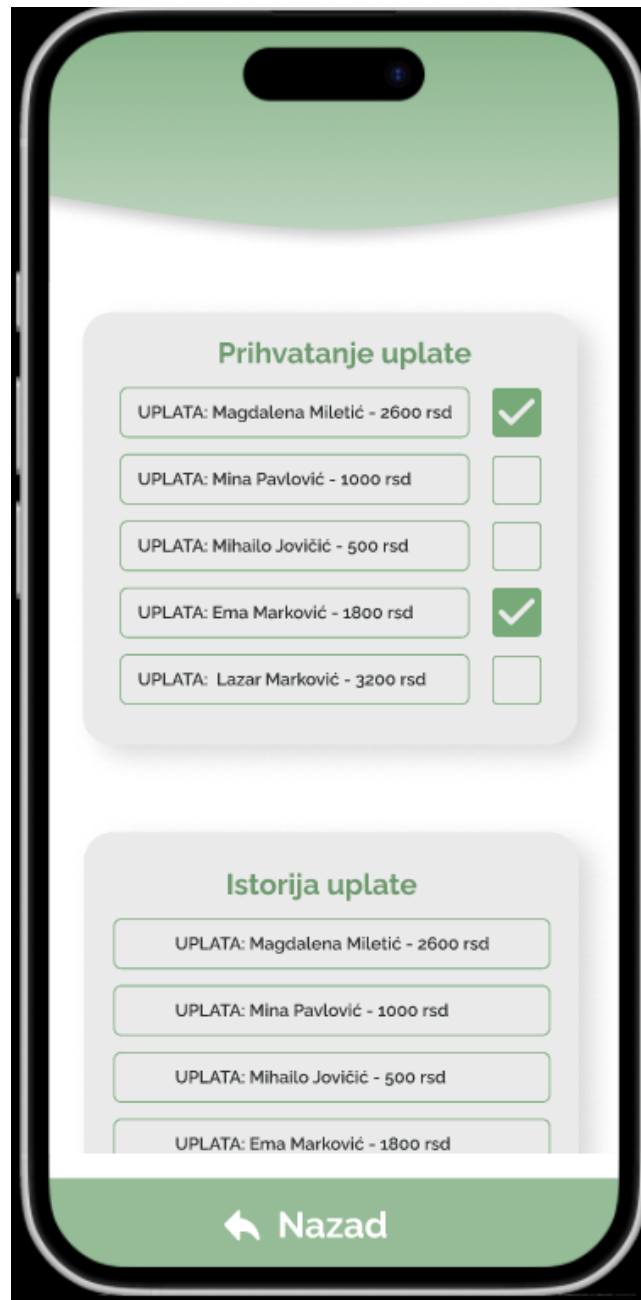 Prihvatanje uplate
UPLATA: Magdalena Miletić - 2600 rsd
UPLATA: Mina Pavlović - 1000 rsd
UPLATA: Mihailo Jovičić - 500 rsd
UPLATA: Ema Marković - 1800 rsd
UPLATA: Lazar Marković - 3200 rsd
Istorija uplate
UPLATA: Magdalena Miletić - 2600 rsd
UPLATA: Mina Pavlović - 1000 rsd
UPLATA: Mihailo Jovičić - 500 rsd
UPLATA: Ema Marković - 1800 rsd
Nazad